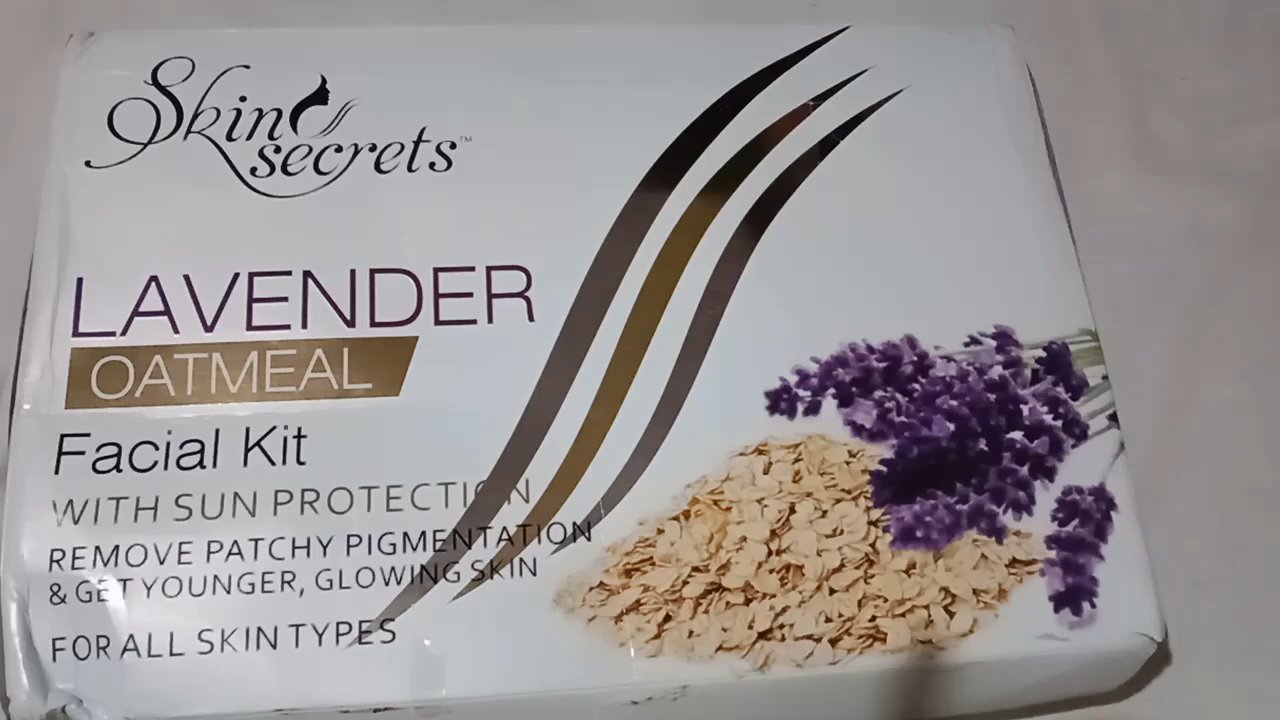 Skin
secrets™
LAVENDER
OATMEAL
Facial Kit
WITH SUN PROTECTION
REMOVE PATCHY PIGMENTATION
& GET YOUNGER, GLOWING SKIN
FOR ALL SKIN TYPES